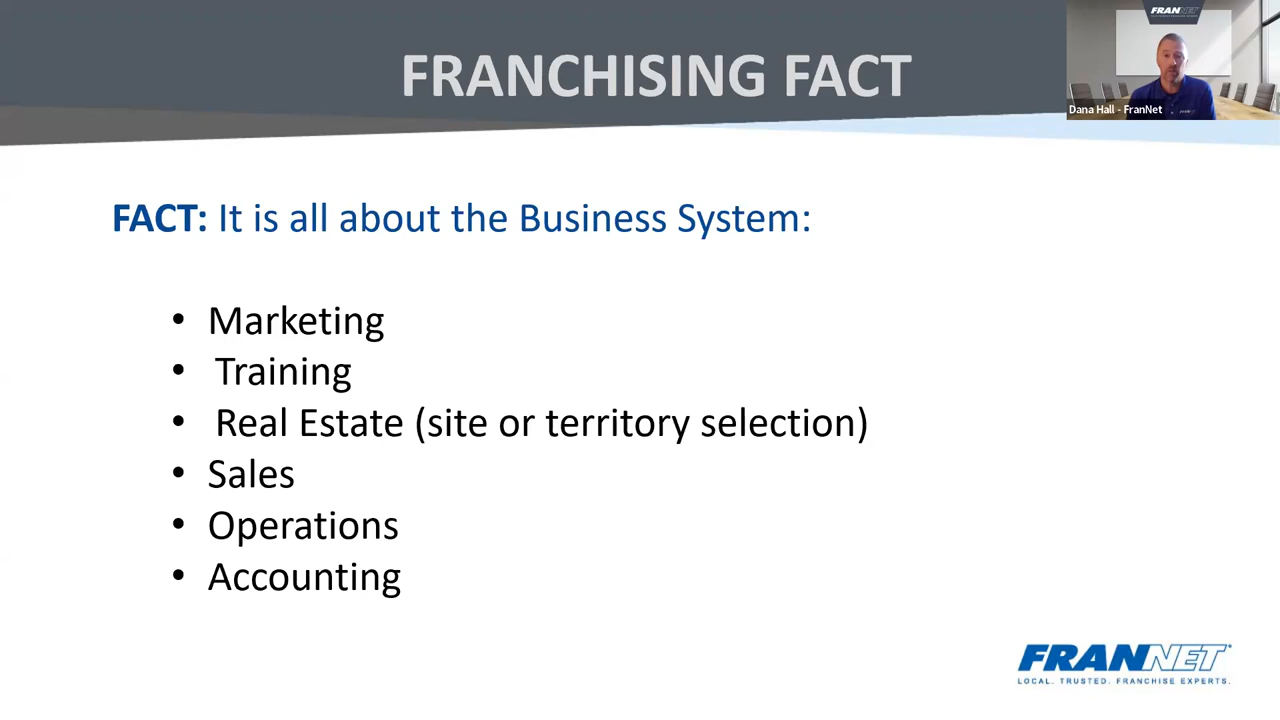 FRANCHISING FACT
FRANNET
Dana Hall - FranNet
FACT: It is all about the Business System:
• Marketing
• Training
• Real Estate (site or territory selection)
• Sales
• Operations
• Accounting
FRANNET
LOCAL. TRUSTED. FRANCHISE EXPERTS.